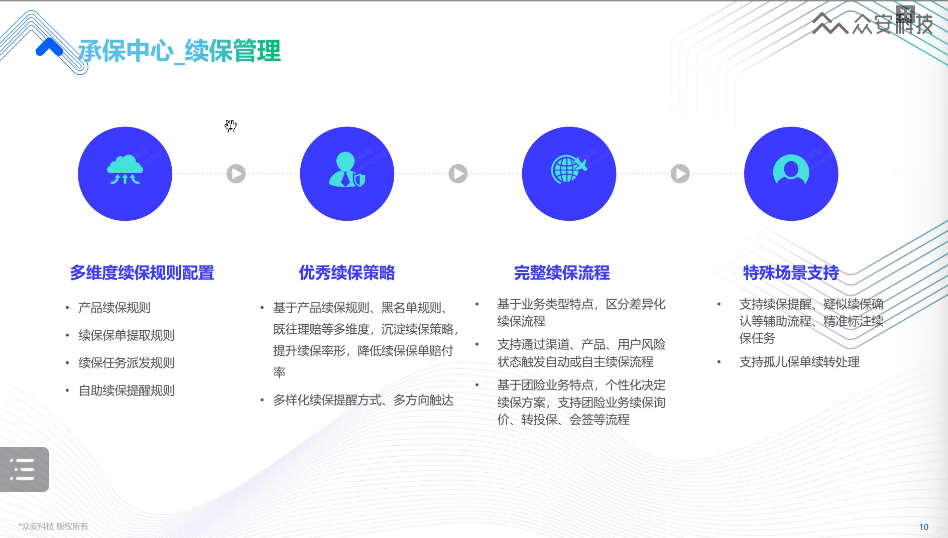 众安科技
承保中心_续保管理
多维度续保规则配置
• 产品续保规则
• 续保保单提取规则
• 续保任务派发规则
• 自助续保提醒规则
优秀续保策略
• 基于产品续保规则、黑名单规则、
既往理赔等多维度，沉淀续保策略，
提升续保率形，降低续保保单赔付
率
• 多样化续保提醒方式、多方向触达
完整续保流程
• 基于业务类型特点，区分差异化
续保流程
• 支持通过渠道、产品、用户风险
状态触发自动或自主续保流程
• 基于团险业务特点，个性化决定
续保方案，支持团险业务续保询
价、转投保、会签等流程
特殊场景支持
• 支持续保提醒、疑似续保确
认等辅助流程、精准标注续
保任务
• 支持孤儿保单续转处理
*众安科技 版权所有
10